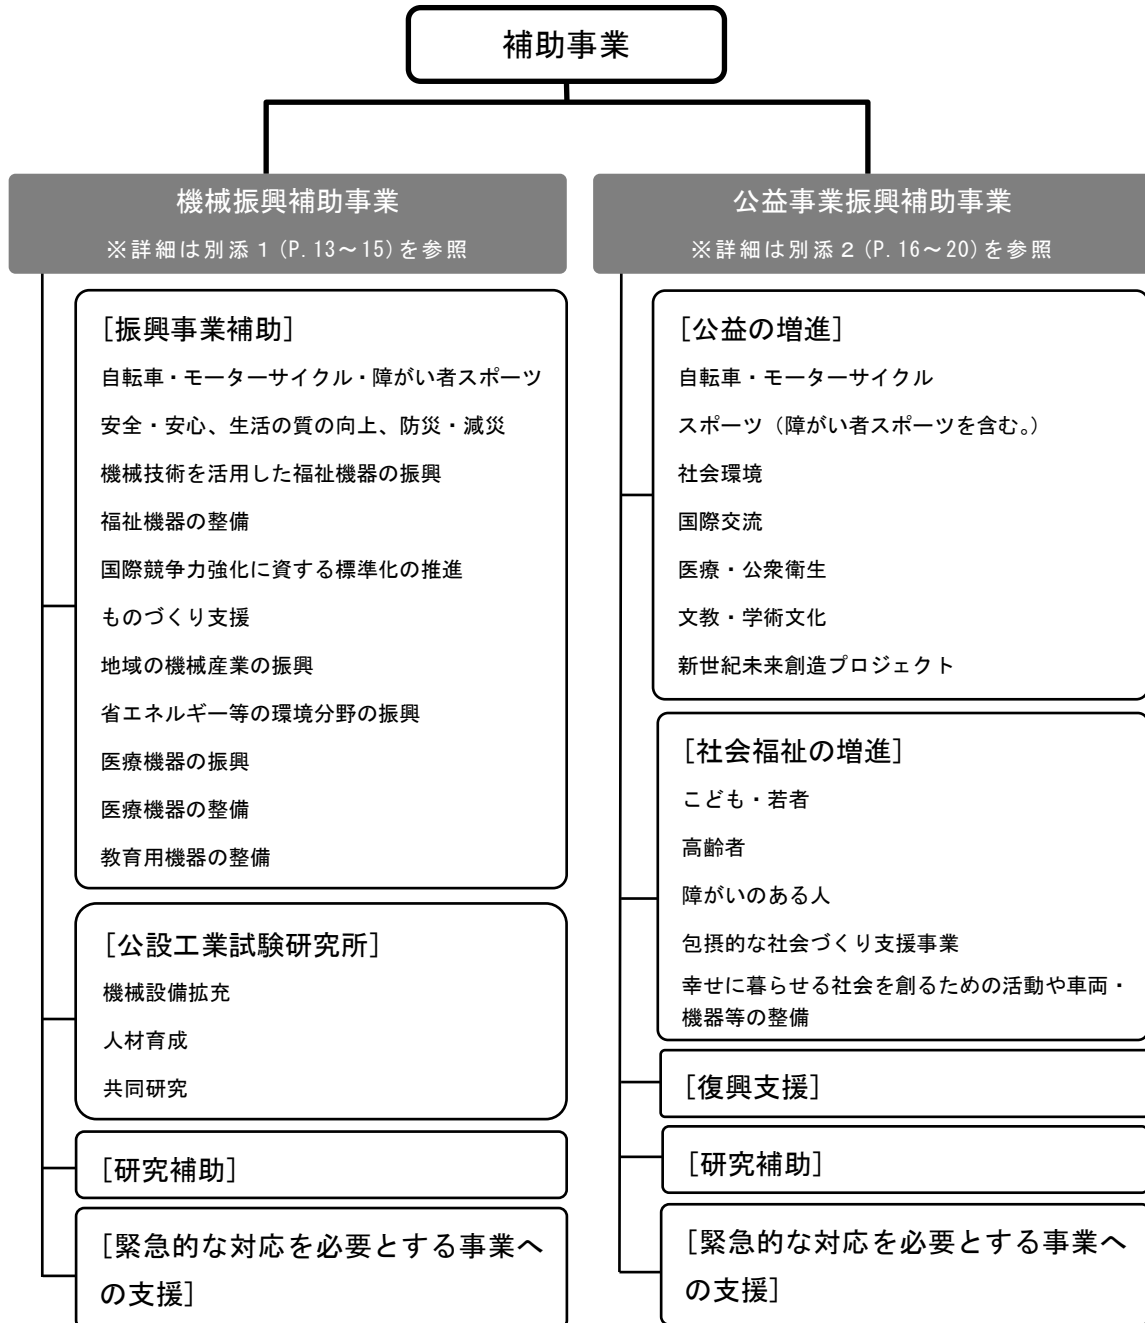 補助事業
機械振興補助事業
※詳細は別添１(P.13～15)を参照
[振興事業補助]
自転車・モーターサイクル・障がい者スポーツ
安全・安心、生活の質の向上、防災・減災
機械技術を活用した福祉機器の振興
福祉機器の整備
国際競争力強化に資する標準化の推進
ものづくり支援
地域の機械産業の振興
省エネルギー等の環境分野の振興
医療機器の振興
医療機器の整備
教育用機器の整備
[公設工業試験研究所]
機械設備拡充
人材育成
共同研究
[研究補助]
[緊急的な対応を必要とする事業へ
の支援]
公益事業振興補助事業
※詳細は別添２(P.16～20)を参照
[公益の増進]
自転車・モーターサイクル
スポーツ（障がい者スポーツを含む。）
社会環境
国際交流
医療・公衆衛生
文教・学術文化
新世紀未来創造プロジェクト
[社会福祉の増進]
こども・若者
高齢者
障がいのある人
包摂的な社会づくり支援事業
幸せに暮らせる社会を創るための活動や車両・
機器等の整備
[復興支援]
[研究補助]
[緊急的な対応を必要とする事業へ
の支援]